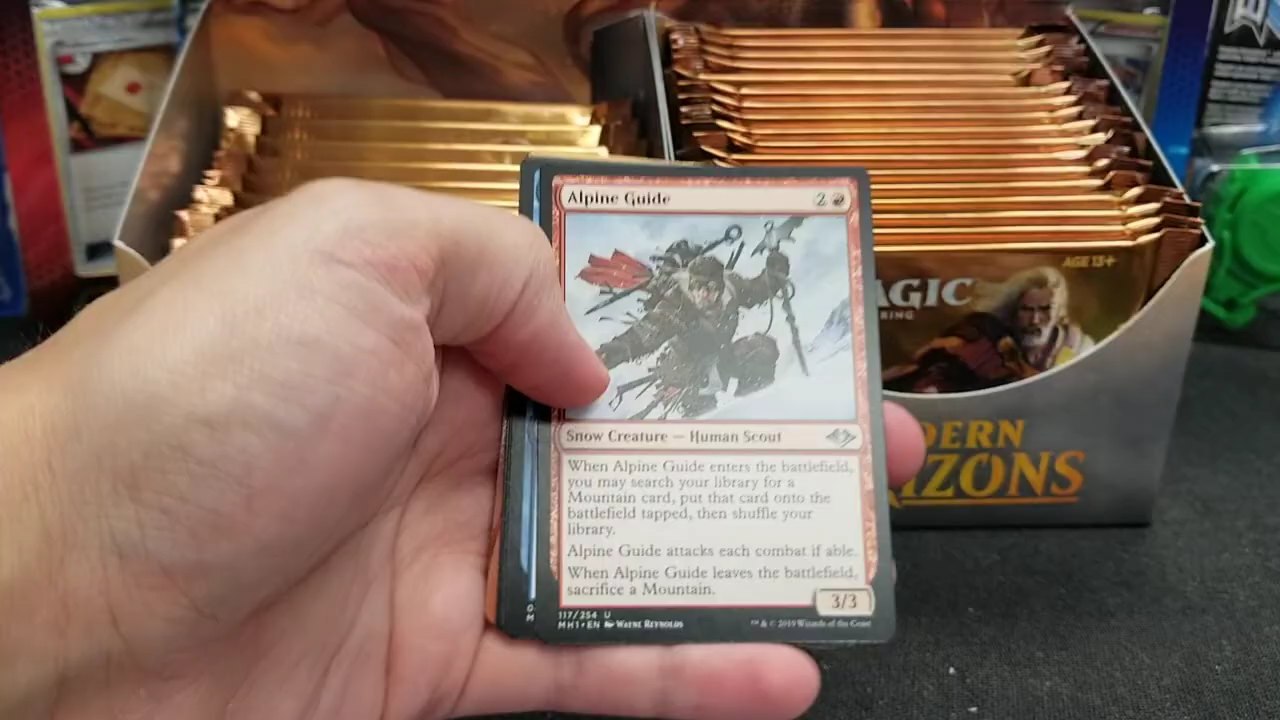 Alpine Guide 2
Snow Creature — Human Scout
When Alpine Guide enters the battlefield,
you may search your library for a
Mountain card, put that card onto the
battlefield tapped, then shuffle your
library.
Alpine Guide attacks each combat if able.
When Alpine Guide leaves the battlefield,
sacrifice a Mountain.
3/3
117/254 U
MH1 • EN Wayne Reynolds
™ & © 2019 Wizards of the Coast
AGE 13+
AGIC
RING
DERN
IZONS